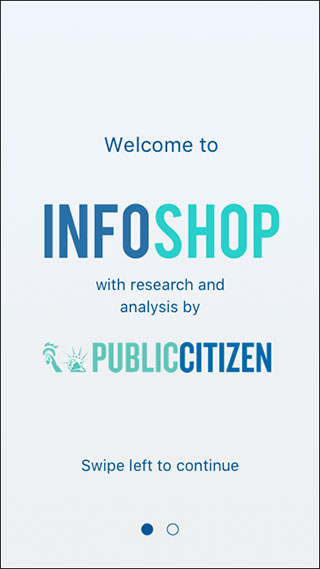 Welcome to
INFOSHOP
with research and
analysis by
PUBLICCITIZEN
Swipe left to continue